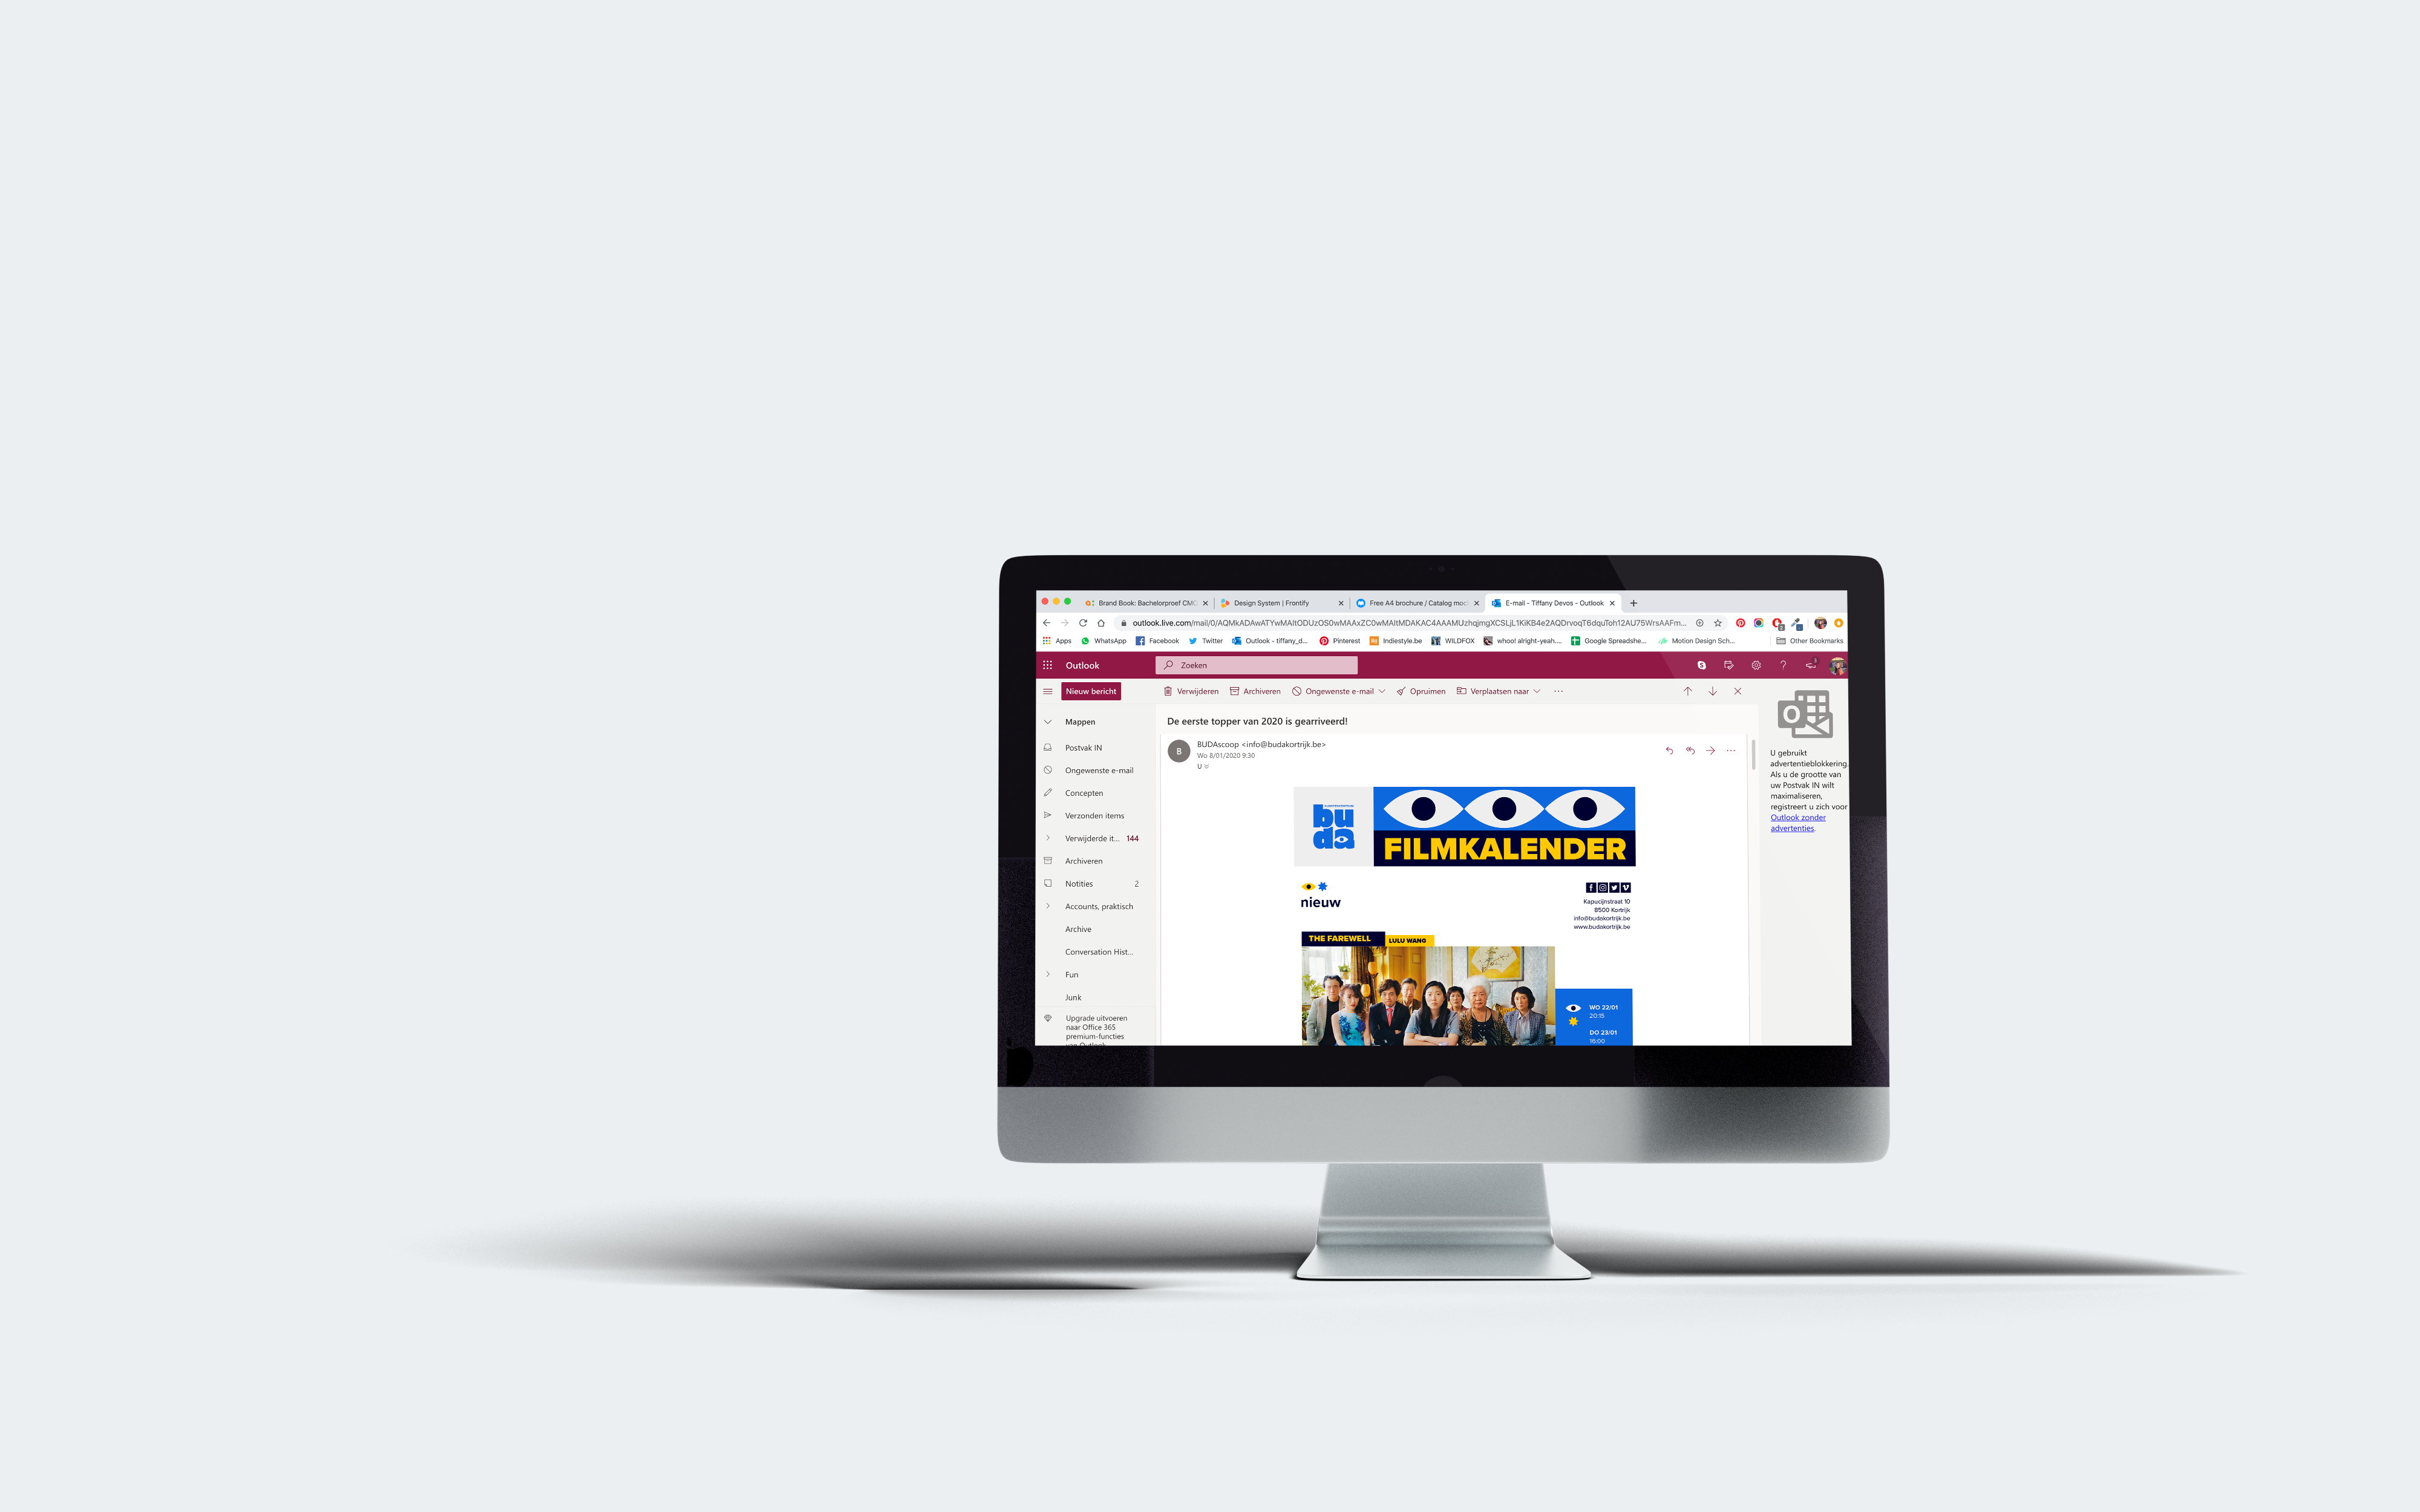 Brand Book: Bachelorproef CMC
Design System | Frontify
Free A4 brochure / Catalog moc
E-mail - Tiffany Devos - Outlook
outlook.live.com/mail/0/
Apps
WhatsApp
Facebook
Twitter
Outlook - tiffany_d...
Pinterest
Indiestyle.be
WILDFOX
whoo! alright-yeah....
Google Spreadshe...
Motion Design Sch...
Other Bookmarks
Outlook
Zoeken
Nieuw bericht
Verwijderen
Archiveren
Ongewenste e-mail
Opruimen
Verplaatsen naar
Mappen
Postvak IN
Ongewenste e-mail
Concepten
Verzonden items
Verwijderde it... 144
Archiveren
Notities 2
Accounts, praktisch
Archive
Conversation Hist...
Fun
Junk
Upgrade uitvoeren
naar Office 365
premium-functies
van Outlook
De eerste topper van 2020 is gearriveerd!
B
BUDAscoop <info@budakortrijk.be>
Wo 8/01/2020 9:30
U
buda
FILMKALENDER
nieuw
Kapucijnstraat 10
8500 Kortrijk
info@budakortrijk.be
www.budakortrijk.be
THE FAREWELL
LULU WANG
WO 22/01
20:15
DO 23/01
16:00
U gebruikt
advertentieblokkering.
Als u de grootte van
uw Postvak IN wilt
maximaliseren,
registreert u zich voor
Outlook zonder
advertenties.